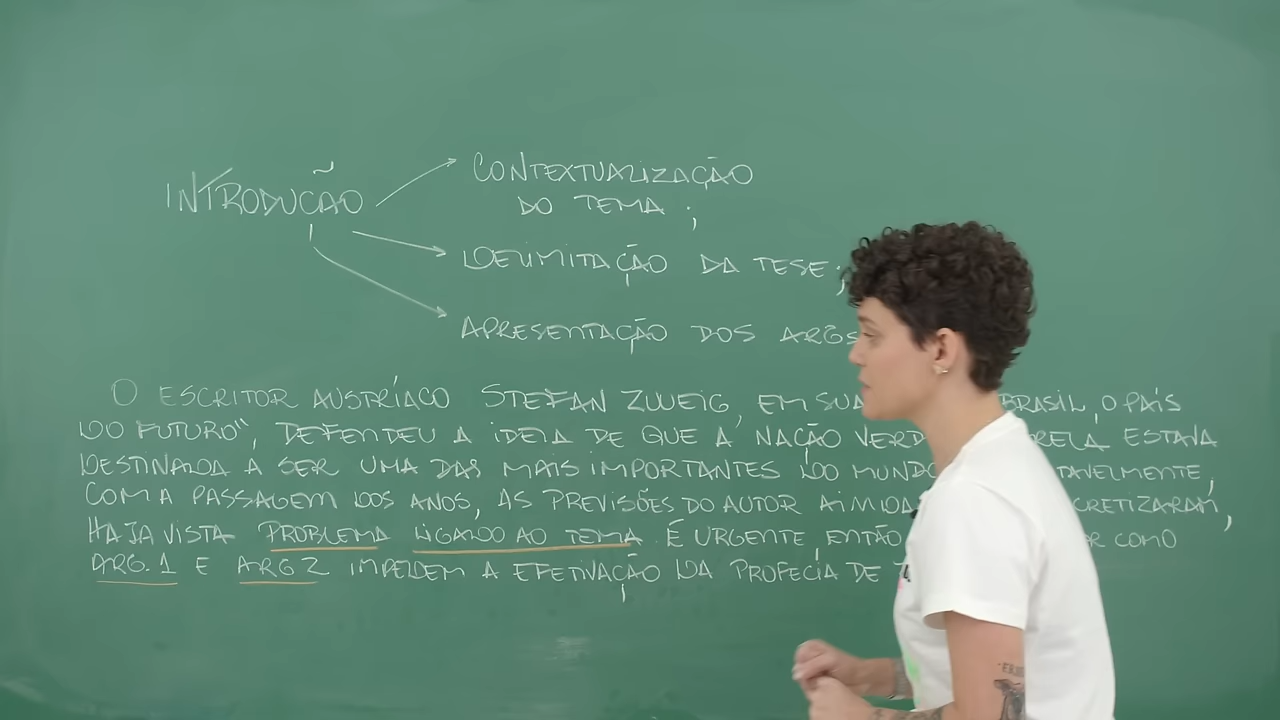 INTRODUÇÃO
CONTEXTUALIZAÇÃO
DO TEMA;
DELIMITAÇÃO DA TESE;
APRESENTAÇÃO DOS ARGS
O ESCRITOR AUSTRÍACO STEFAN ZWEIG, EM SUA BRASIL, O PAÍS
DO FUTURO", DEFENDEU A IDEIA DE QUE A NAÇÃO ESTAVA
DESTINADA A SER UMA DAS MAIS IMPORTANTES DO MUNDO
COM A PASSAGEM DOS ANOS, AS PREVISÕES DO AUTOR AINDA
HAJA VISTA PROBLEMA LIGADO AO TEMA. É URGENTE, ENTÃO COMO
ARG. 1 E ARG 2 IMPEDEM A EFETIVAÇÃO DA PROFECIA DE